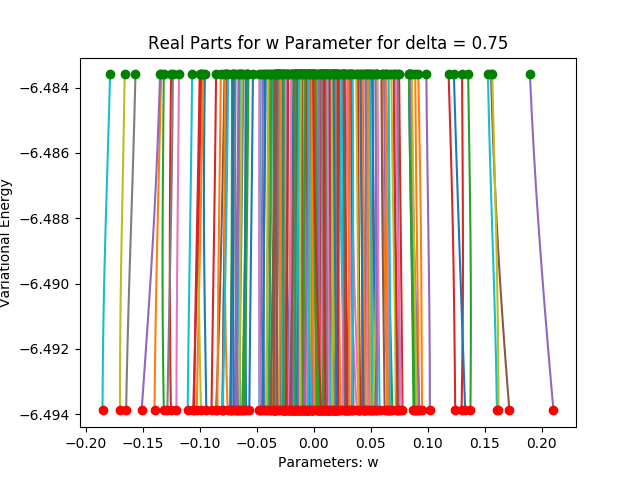 Real Parts for w Parameter for delta = 0.75
Variational Energy
−6.484
−6.486
−6.488
−6.490
−6.492
−6.494
−0.20 −0.15 −0.10 −0.05 0.00 0.05 0.10 0.15 0.20
Parameters: w